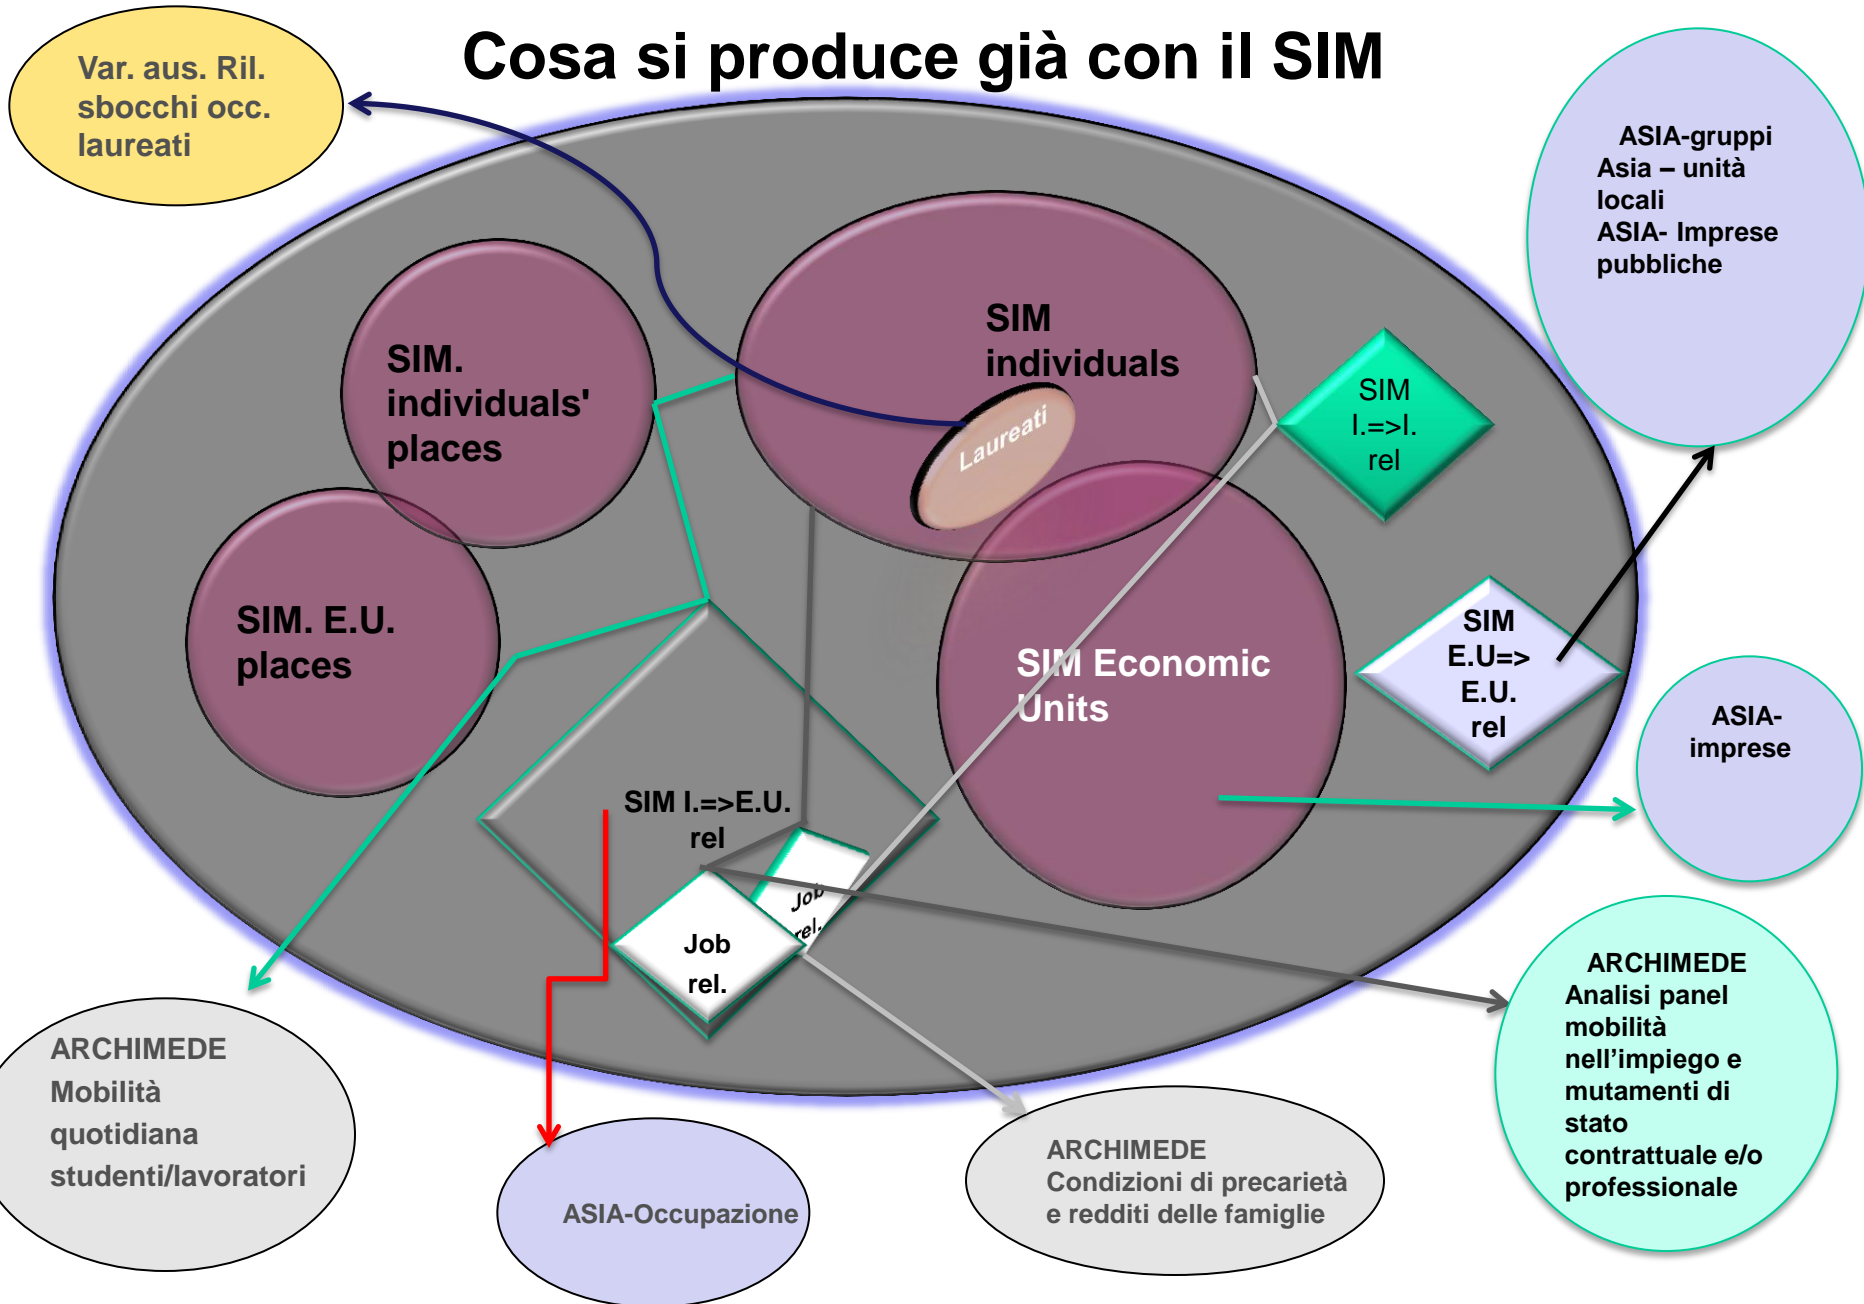 Cosa si produce già con il SIM
Var. aus. Ril.
sbocchi occ.
laureati
ASIA-gruppi
Asia – unità
locali
ASIA- Imprese
pubbliche
SIM
individuals
SIM.
individuals'
places
Laureati
SIM
I.=>I.
rel
SIM. E.U.
places
SIM Economic
Units
SIM
E.U=>
E.U.
rel
ASIA-
imprese
SIM I.=>E.U.
rel
Job
rel.
Job
rel.
ARCHIMEDE
Mobilità
quotidiana
studenti/lavoratori
ASIA-Occupazione
ARCHIMEDE
Condizioni di precarietà
e redditi delle famiglie
ARCHIMEDE
Analisi panel
mobilità
nell’impiego e
mutamenti di
stato
contrattuale e/o
professionale